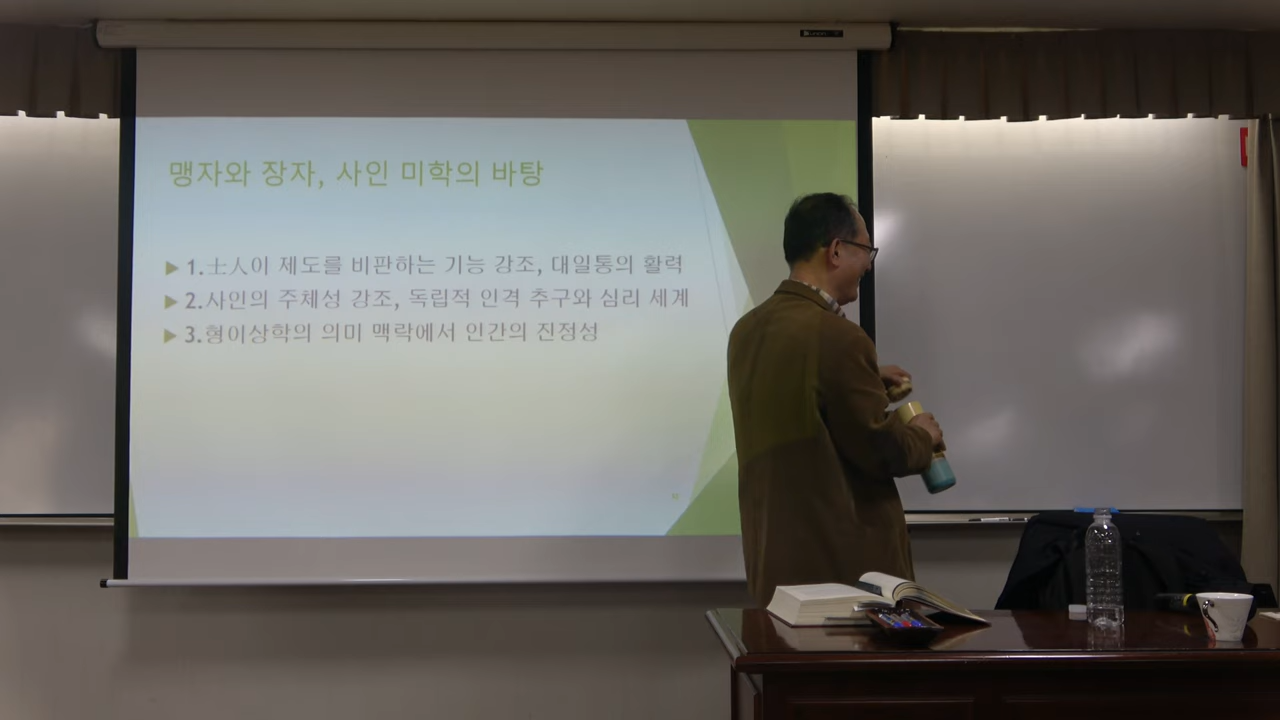 맹자와 장자, 사인 미학의 바탕
▶ 1.士人이 제도를 비판하는 기능 강조, 대일통의 활력
▶ 2.사인의 주체성 강조, 독립적 인격 추구와 심리 세계
▶ 3.형이상학의 의미 맥락에서 인간의 진정성